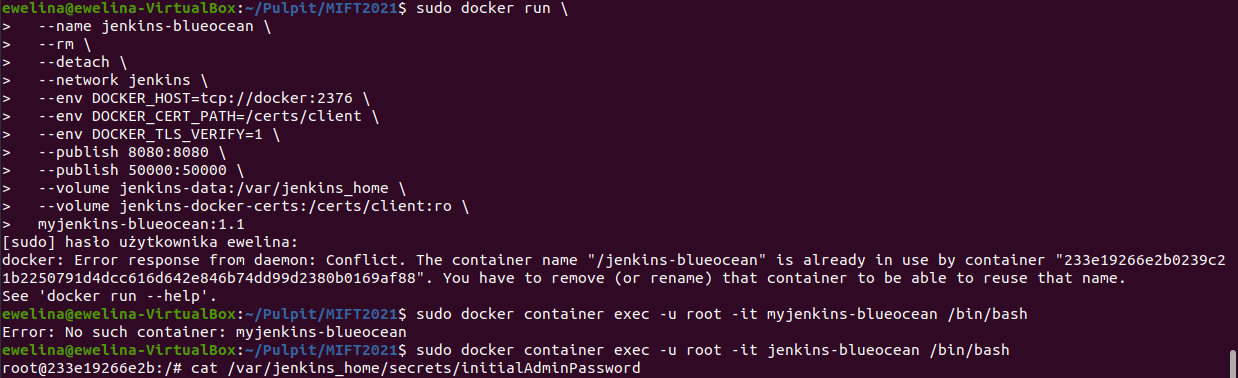 ewelina@ewelina-VirtualBox:~/Pulpit/MIFT2021$ sudo docker run \
>   --name jenkins-blueocean \
>   --rm \
>   --detach \
>   --network jenkins \
>   --env DOCKER_HOST=tcp://docker:2376 \
>   --env DOCKER_CERT_PATH=/certs/client \
>   --env DOCKER_TLS_VERIFY=1 \
>   --publish 8080:8080 \
>   --publish 50000:50000 \
>   --volume jenkins-data:/var/jenkins_home \
>   --volume jenkins-docker-certs:/certs/client:ro \
>   myjenkins-blueocean:1.1
[sudo] hasło użytkownika ewelina:
docker: Error response from daemon: Conflict. The container name "/jenkins-blueocean" is already in use by container "233e19266e2b0239c2
1b2250791d4dcc616d642e846b74dd99d2380b0169af88". You have to remove (or rename) that container to be able to reuse that name.
See 'docker run --help'.
ewelina@ewelina-VirtualBox:~/Pulpit/MIFT2021$ sudo docker container exec -u root -it myjenkins-blueocean /bin/bash
Error: No such container: myjenkins-blueocean
ewelina@ewelina-VirtualBox:~/Pulpit/MIFT2021$ sudo docker container exec -u root -it jenkins-blueocean /bin/bash
root@233e19266e2b:/# cat /var/jenkins_home/secrets/initialAdminPassword